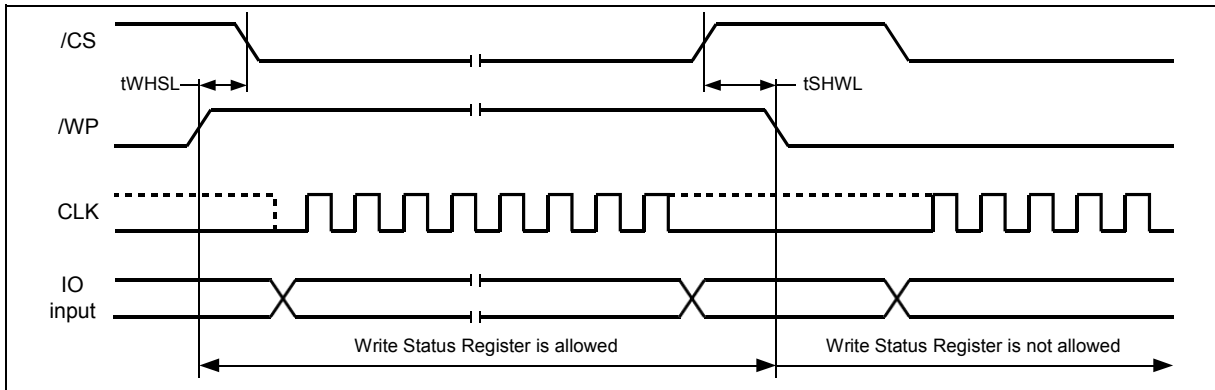 /CS
tWHSL
tSHWL
/WP
CLK
IO
input
Write Status Register is allowed
Write Status Register is not allowed